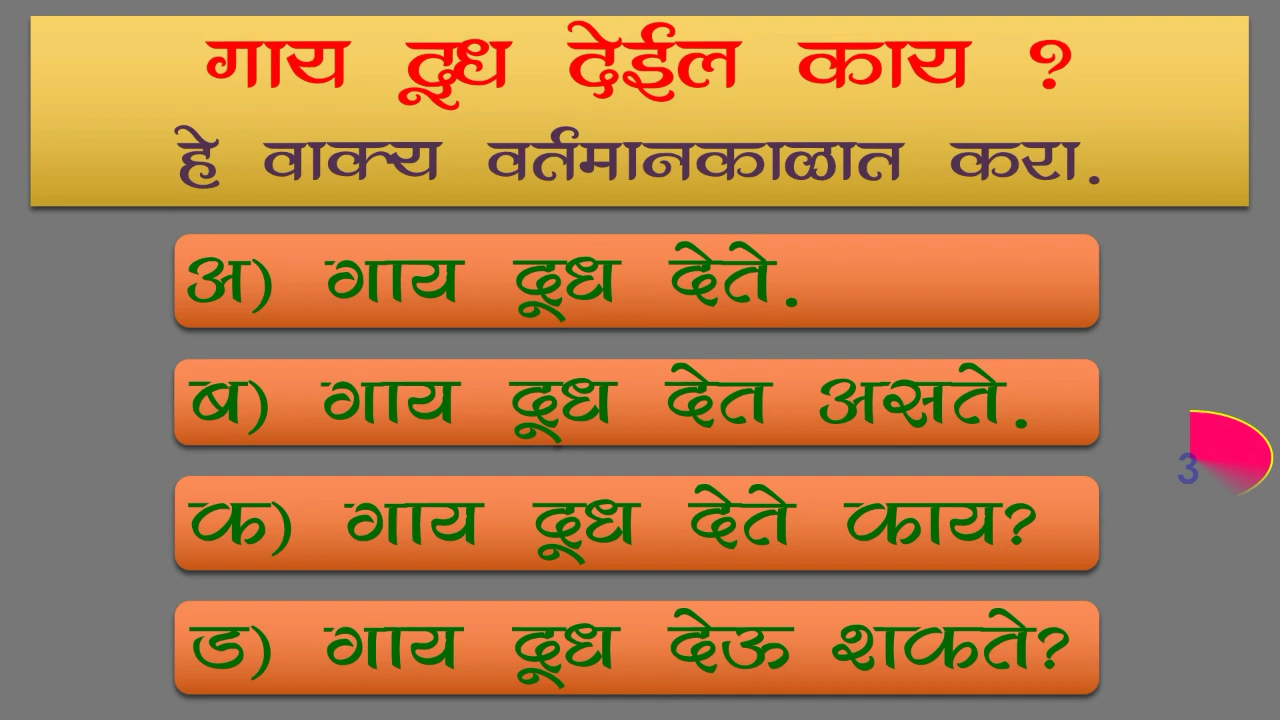 गाय दूध देईल काय ?
हे वाक्य वर्तमानकाळात करा.
अ) गाय दूध देते.
ब) गाय दूध देत असते.
क) गाय दूध देते काय?
3
ड) गाय दूध देऊ शकते?